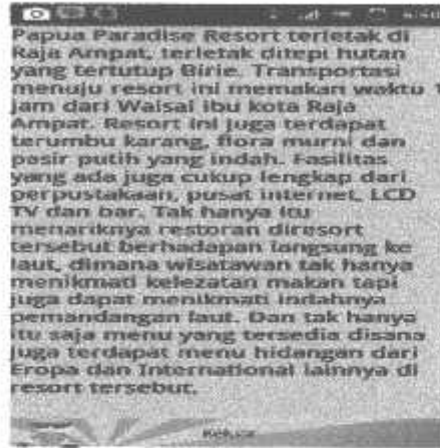 Papua Paradise Resort terletak di
Raja Ampat, terletak ditepi hutan
yang tertutup Birie. Transportasi
menuju resort ini memakan waktu 1
jam dari Waisai ibu kota Raja
Ampat. Resort ini juga terdapat
terumbu karang, flora murni dan
pasir putih yang indah. Fasilitas
yang ada juga cukup lengkap dari
perpustakaan, pusat internet, LCD
TV dan bar. Tak hanya itu
menariknya restoran diresort
tersebut berhadapan langsung ke
laut, dimana wisatawan tak hanya
menikmati kelezatan makan tapi
juga dapat menikmati indahnya
pemandangan laut. Dan tak hanya
itu saja menu yang tersedia disana
juga terdapat menu hidangan dari
Eropa dan International lainnya di
resort tersebut.